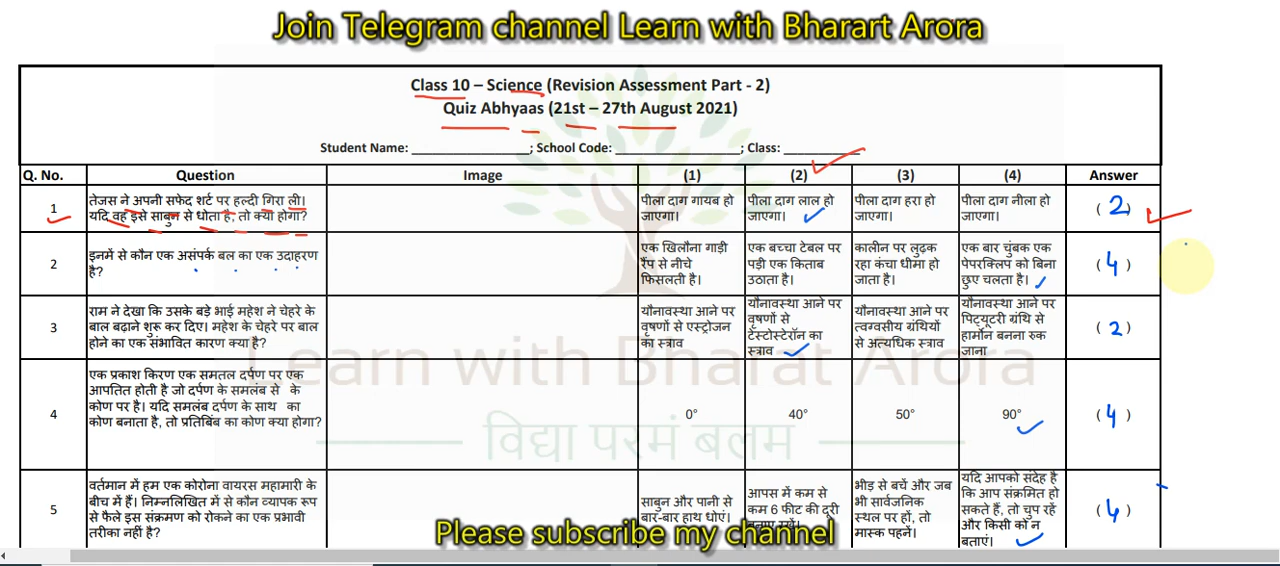 Join Telegram channel Learn with Bharart Arora
Class 10 – Science (Revision Assessment Part - 2)
Quiz Abhyaas (21st – 27th August 2021)
Student Name: ________________; School Code: ________________; Class: __________
Q. No. Question Image (1) (2) (3) (4) Answer
1
तेजस ने अपनी सफेद शर्ट पर हल्दी गिरा ली।
यदि वह इसे साबुन से धोता है, तो क्या होगा?
पीला दाग गायब हो
जाएगा।
पीला दाग लाल हो
जाएगा।
पीला दाग हरा हो
जाएगा।
पीला दाग नीला हो
जाएगा।
( 2 )
2
इनमें से कौन एक असंपर्क बल का एक उदाहरण
है?
एक खिलौना गाड़ी
रैंप से नीचे
फिसलती है।
एक बच्चा टेबल पर
पड़ी एक किताब
उठाता है।
कालीन पर लुढ़क
रहा कंचा धीमा हो
जाता है।
एक बार चुंबक एक
पेपरक्लिप को बिना
छुए चलता है।
( 4 )
3
राम ने देखा कि उसके बड़े भाई महेश ने चेहरे के
बाल बढ़ाने शुरू कर दिए। महेश के चेहरे पर बाल
होने का एक संभावित कारण क्या है?
यौनावस्था आने पर
वृषणों से एस्ट्रोजन
का स्त्राव
यौनावस्था आने पर
वृषणों से
टेस्टोस्टेरॉन का
स्त्राव
यौनावस्था आने पर
त्वग्वसीय ग्रंथियों
से अत्यधिक स्त्राव
यौनावस्था आने पर
पिट्यूटरी ग्रंथि से
हार्मोन बनना रुक
जाना
( 2 )
Learn with Bharat Arora
4
एक प्रकाश किरण एक समतल दर्पण पर एक
आपतित होती है जो दर्पण के समलंब से के
कोण पर है। यदि समलंब दर्पण के साथ का
कोण बनाता है, तो प्रतिबिंब का कोण क्या होगा?
0°
40°
50°
90°
( 4 )
विद्या परमं बलम
5
वर्तमान में हम एक कोरोना वायरस महामारी के
बीच में हैं। निम्नलिखित में से कौन व्यापक रूप
से फैले इस संक्रमण को रोकने का एक प्रभावी
तरीका नहीं है?
साबुन और पानी से
बार-बार हाथ धोएं।
आपस में कम से
कम 6 फीट की दूरी
भीड़ से बचें और जब
भी सार्वजनिक
स्थल पर हों, तो
मास्क पहनें।
यदि आपको संदेह है
कि आप संक्रमित हो
सकते हैं, तो चुप रहें
और किसी को न
बताएं।
( 4 )
Please subscribe my channel